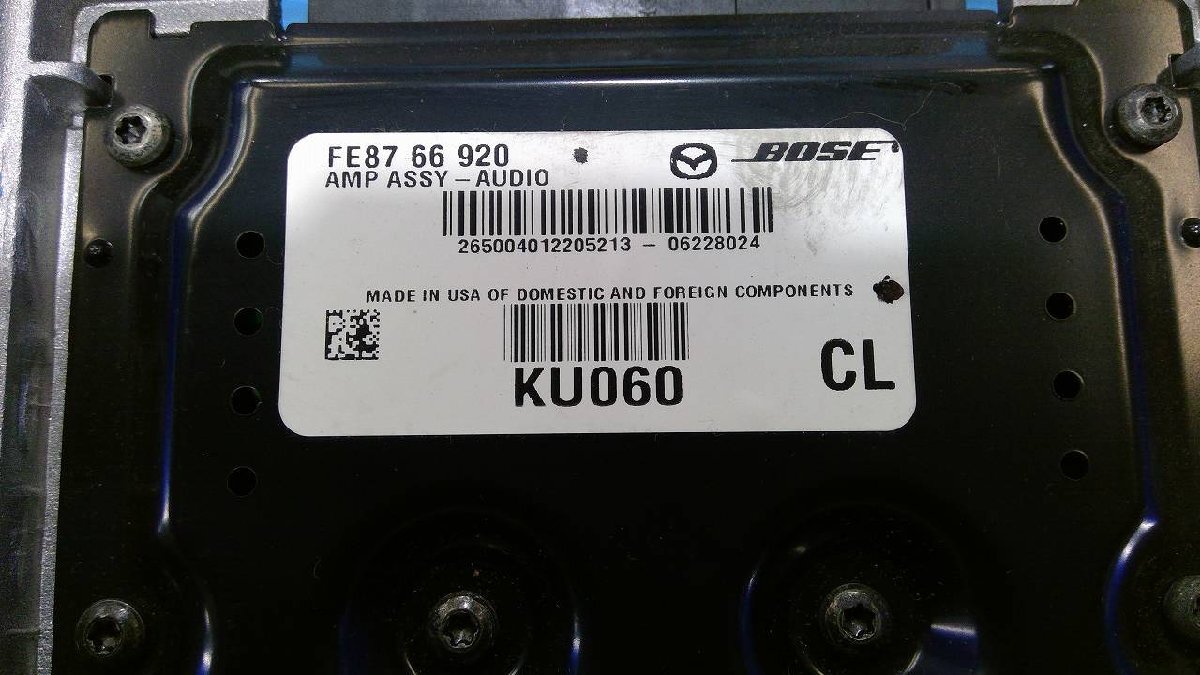 FE87 66 920
BOSE
AMP ASSY – AUDIO
265004012205213 – 06228024
MADE IN USA OF DOMESTIC AND FOREIGN COMPONENTS
KU060
CL